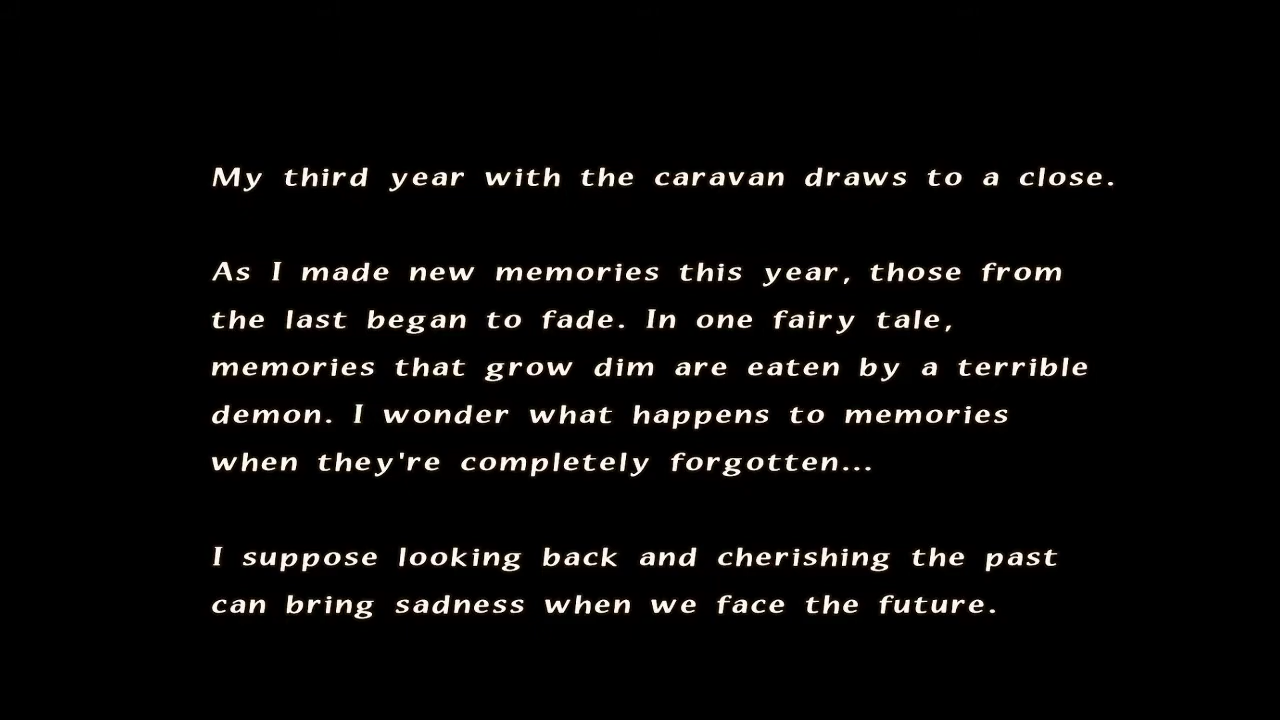 My third year with the caravan draws to a close.
As I made new memories this year, those from
the last began to fade. In one fairy tale,
memories that grow dim are eaten by a terrible
demon. I wonder what happens to memories
when they're completely forgotten...
I suppose looking back and cherishing the past
can bring sadness when we face the future.